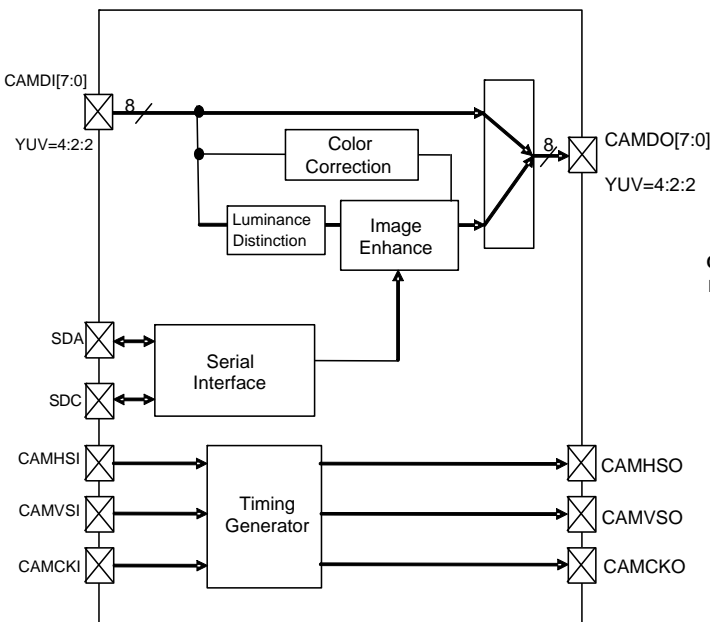 CAMDI[7:0]
8
YUV=4:2:2
Color
Correction
Luminance
Distinction
Image
Enhance
8
CAMDO[7:0]
YUV=4:2:2
SDA
SDC
Serial
Interface
CAMHSI
CAMVSI
CAMCKI
Timing
Generator
CAMHSO
CAMVSO
CAMCKO